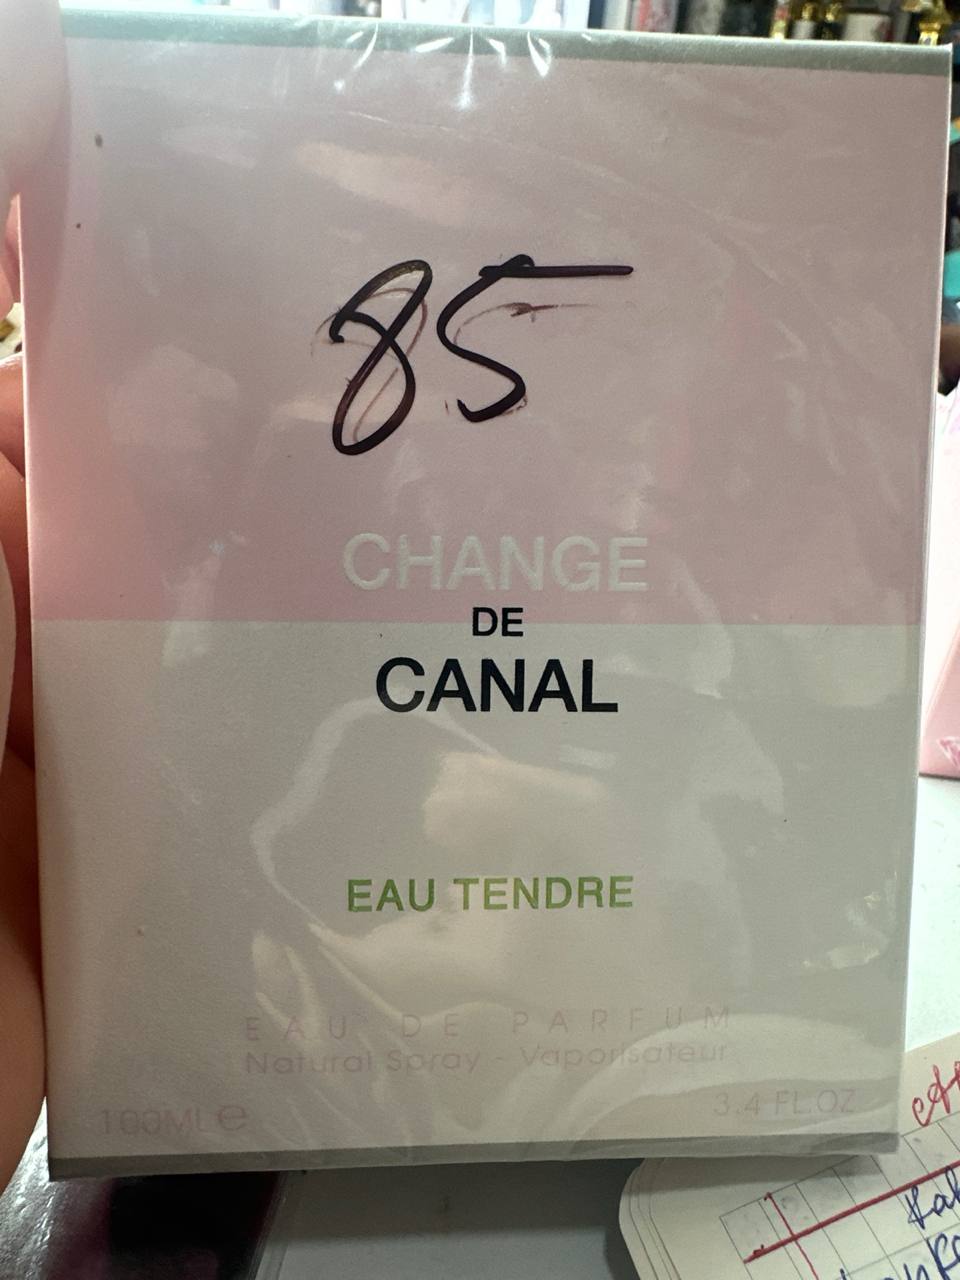 85
CHANGE
DE
CANAL
EAU TENDRE
EAU DE PARFUM
Natural Spray - Vaporisateur
100ML e
3.4 FL.OZ